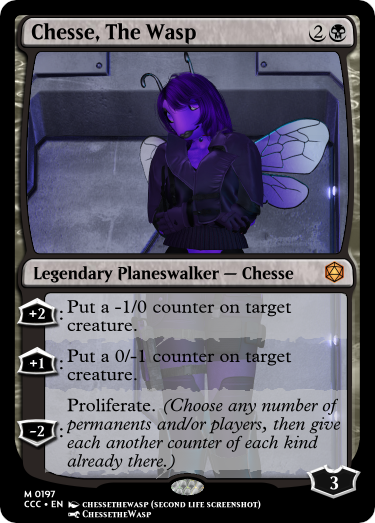 Chesse, The Wasp 2
Legendary Planeswalker — Chesse
+2: Put a -1/0 counter on target
creature.
+1: Put a 0/-1 counter on target
creature.
-2: Proliferate. (Choose any number of
permanents and/or players, then give
each another counter of each kind
already there.)
3
M 0197
CCC • EN chessethewasp (second life screenshot)
ChessetheWasp